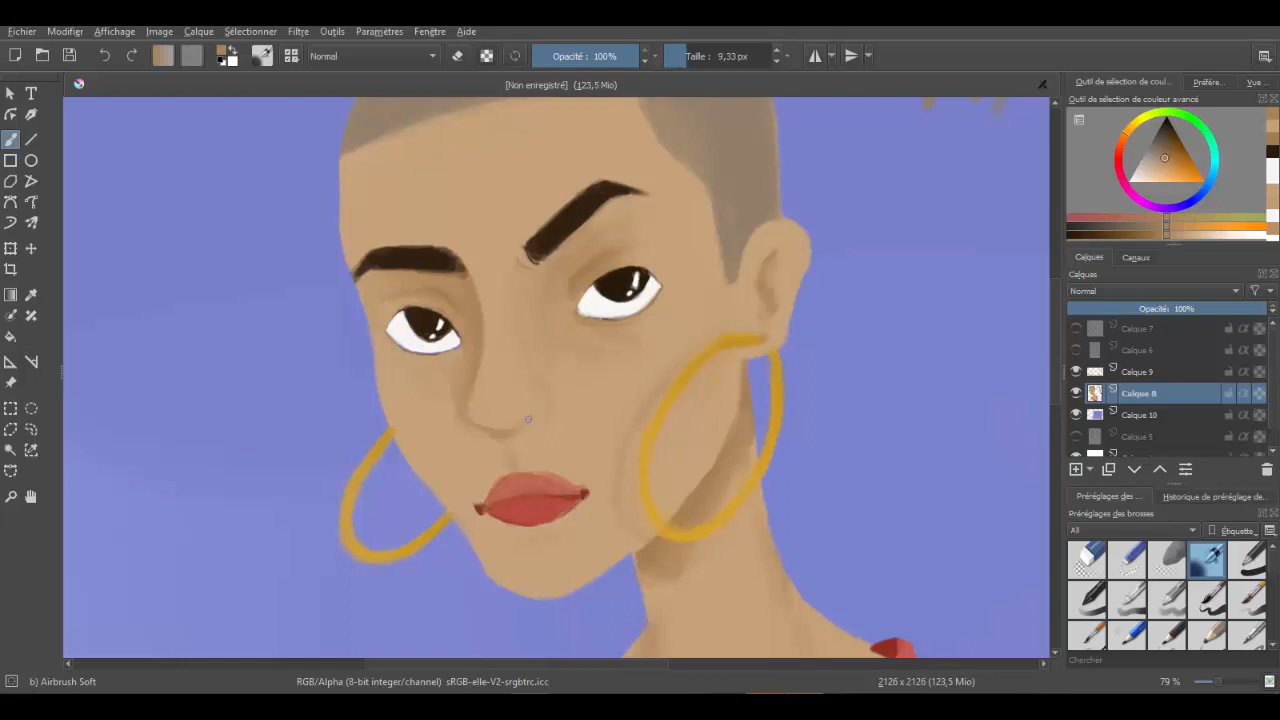 Fichier Modifier Affichage Image Calque Sélectionner Filtre Outils Paramètres Fenêtre Aide
Normal Opacité : 100% Taille : 9,33 px
[Non enregistré] (123,5 Mio)
Outil de sélection de coul... Préfére... Vue ...
Outil de sélection de couleur avancé
Calques Canaux
Calques
Normal
Opacité: 100%
Calque 7
Calque 6
Calque 9
Calque 8
Calque 10
Calque 5
Préréglages des ... Historique de préréglage de...
Préréglages des brosses
All Étiquette
Chercher
b) Airbrush Soft RGB/Alpha (8-bit integer/channel) sRGB-elle-V2-srgbtrc.icc 2126 x 2126 (123,5 Mio) 79 %